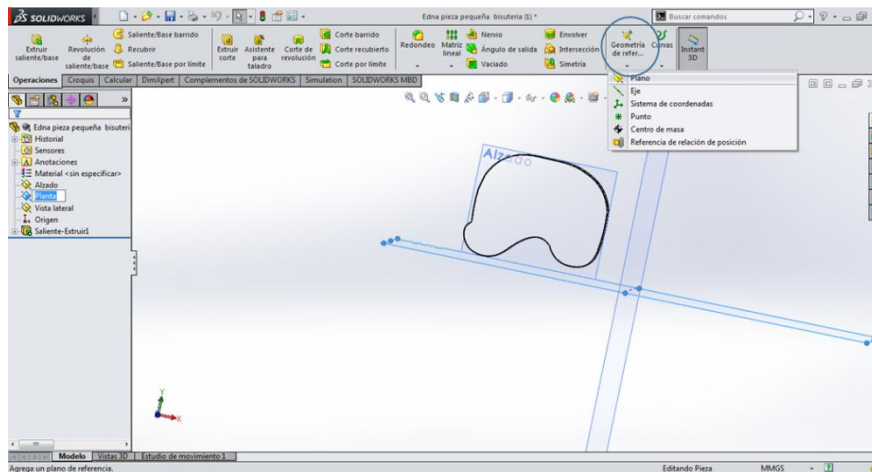 SOLIDWORKS
Edna pieza pequeña bisuteria (1) *
Buscar comandos
Extruir saliente/base
Revolución de saliente/base
Saliente/Base barrido
Recubrir
Saliente/Base por límite
Extruir corte
Asistente para taladro
Corte de revolución
Corte barrido
Corte recubierto
Corte por límite
Redondeo
Matriz lineal
Nervio
Ángulo de salida
Vaciado
Envolver
Intersección
Simetría
Geometría de refer...
Curvas
Instant 3D
Operaciones
Croquis
Calcular
DimXpert
Complementos de SOLIDWORKS
Simulation
SOLIDWORKS MBD
Plano
Eje
Sistema de coordenadas
Punto
Centro de masa
Referencia de relación de posición
Edna pieza pequeña bisuteri
Historial
Sensores
Anotaciones
Material <sin especificar>
Alzado
Planta
Vista lateral
Origen
Saliente-Extruir1
Alzado
Y
X
Modelo
Vistas 3D
Estudio de movimiento 1
Agrega un plano de referencia.
Editando Pieza
MMGS